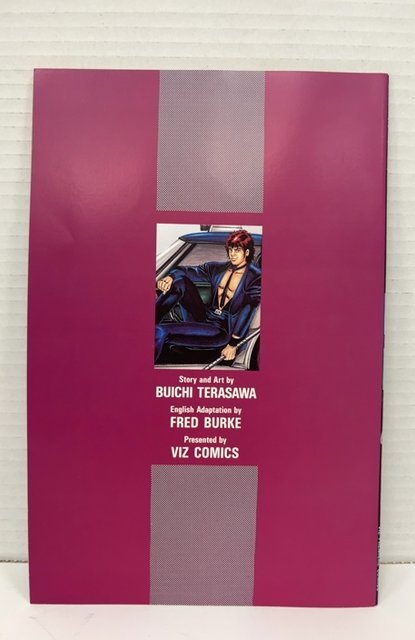 Story and Art by
BUICHI TERASAWA
English Adaptation by
FRED BURKE
Presented by
VIZ COMICS